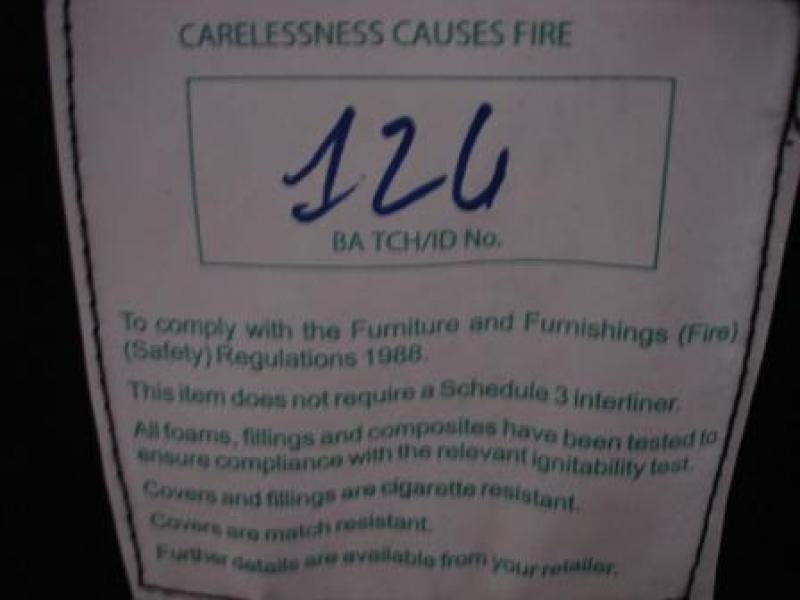 CARELESSNESS CAUSES FIRE
124
BA TCH/ID No.
To comply with the Furniture and Furnishings (Fire)
(Safety) Regulations 1988.
This item does not require a Schedule 3 interliner.
All foams, fillings and composites have been tested to
ensure compliance with the relevant ignitability test.
Covers and fillings are cigarette resistant.
Covers are match resistant.
Further details are available from your retailer.